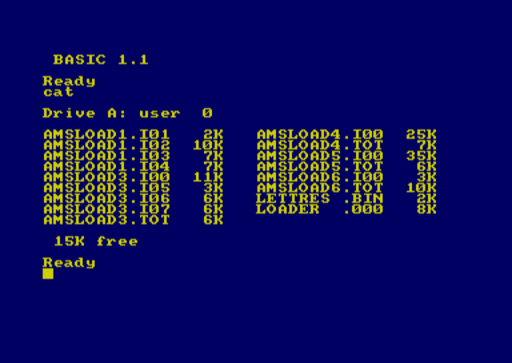 BASIC 1.1
Ready
cat
Drive A: user  0
AMSLOAD1.I01   2K    AMSLOAD4.I00  25K
AMSLOAD1.I02  10K    AMSLOAD4.TOT   7K
AMSLOAD1.I03   7K    AMSLOAD5.I00  35K
AMSLOAD1.I04   7K    AMSLOAD5.TOT   6K
AMSLOAD3.I00  11K    AMSLOAD6.I00   3K
AMSLOAD3.I05   3K    AMSLOAD6.TOT  10K
AMSLOAD3.I06   6K    LETTRES .BIN   2K
AMSLOAD3.I07   6K    LOADER  .000   8K
AMSLOAD3.TOT   6K
15K free
Ready